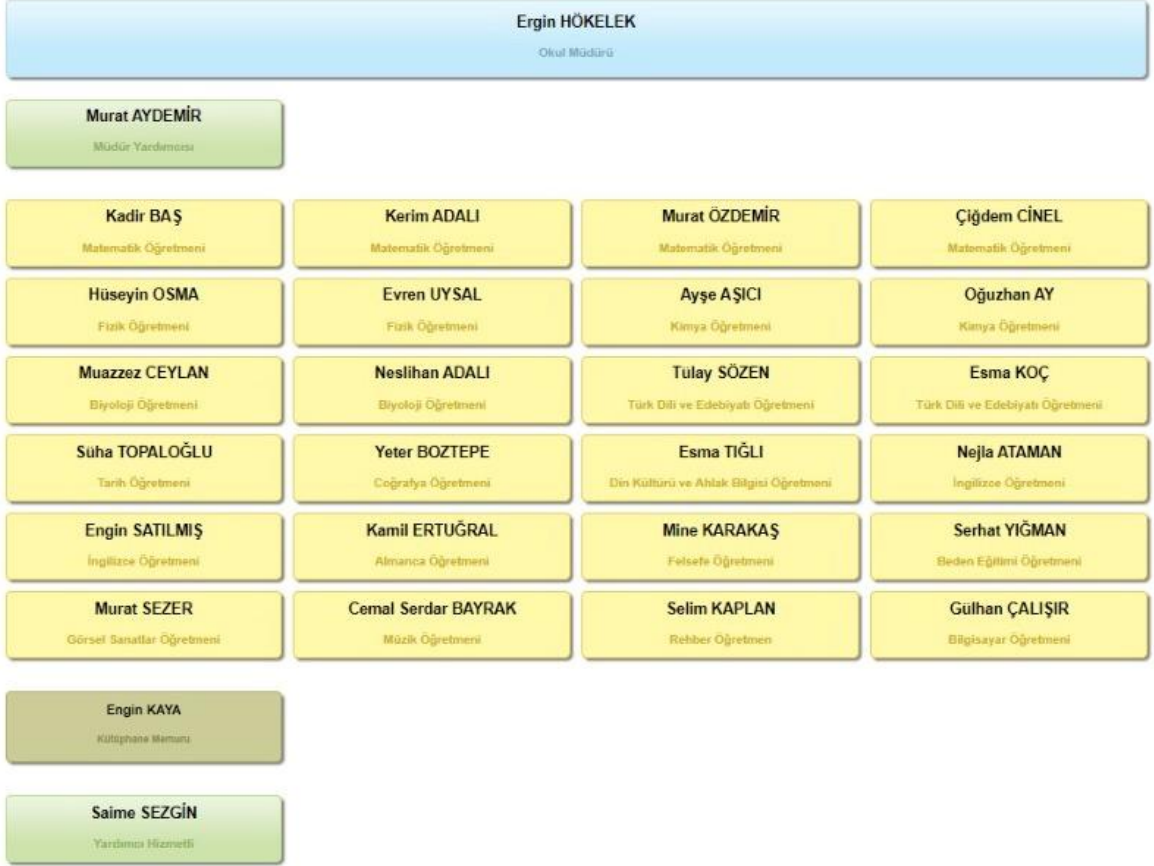 Ergin HÖKELEK
Okul Müdürü
Murat AYDEMİR
Müdür Yardımcısı
Kadir BAŞ
Matematik Öğretmeni
Kerim ADALI
Matematik Öğretmeni
Murat ÖZDEMİR
Matematik Öğretmeni
Çiğdem CİNEL
Matematik Öğretmeni
Hüseyin OSMA
Fizik Öğretmeni
Evren UYSAL
Fizik Öğretmeni
Ayşe AŞICI
Kimya Öğretmeni
Oğuzhan AY
Kimya Öğretmeni
Muazzez CEYLAN
Biyoloji Öğretmeni
Neslihan ADALI
Biyoloji Öğretmeni
Tülay SÖZEN
Türk Dili ve Edebiyatı Öğretmeni
Esma KOÇ
Türk Dili ve Edebiyatı Öğretmeni
Süha TOPALOĞLU
Tarih Öğretmeni
Yeter BOZTEPE
Coğrafya Öğretmeni
Esma TIĞLI
Din Kültürü ve Ahlak Bilgisi Öğretmeni
Nejla ATAMAN
İngilizce Öğretmeni
Engin SATILMIŞ
İngilizce Öğretmeni
Kamil ERTUĞRAL
Almanca Öğretmeni
Mine KARAKAŞ
Felsefe Öğretmeni
Serhat YIĞMAN
Beden Eğitimi Öğretmeni
Murat SEZER
Görsel Sanatlar Öğretmeni
Cemal Serdar BAYRAK
Müzik Öğretmeni
Selim KAPLAN
Rehber Öğretmen
Gülhan ÇALIŞIR
Bilgisayar Öğretmeni
Engin KAYA
Kütüphane Memuru
Saime SEZGİN
Yardımcı Hizmetli